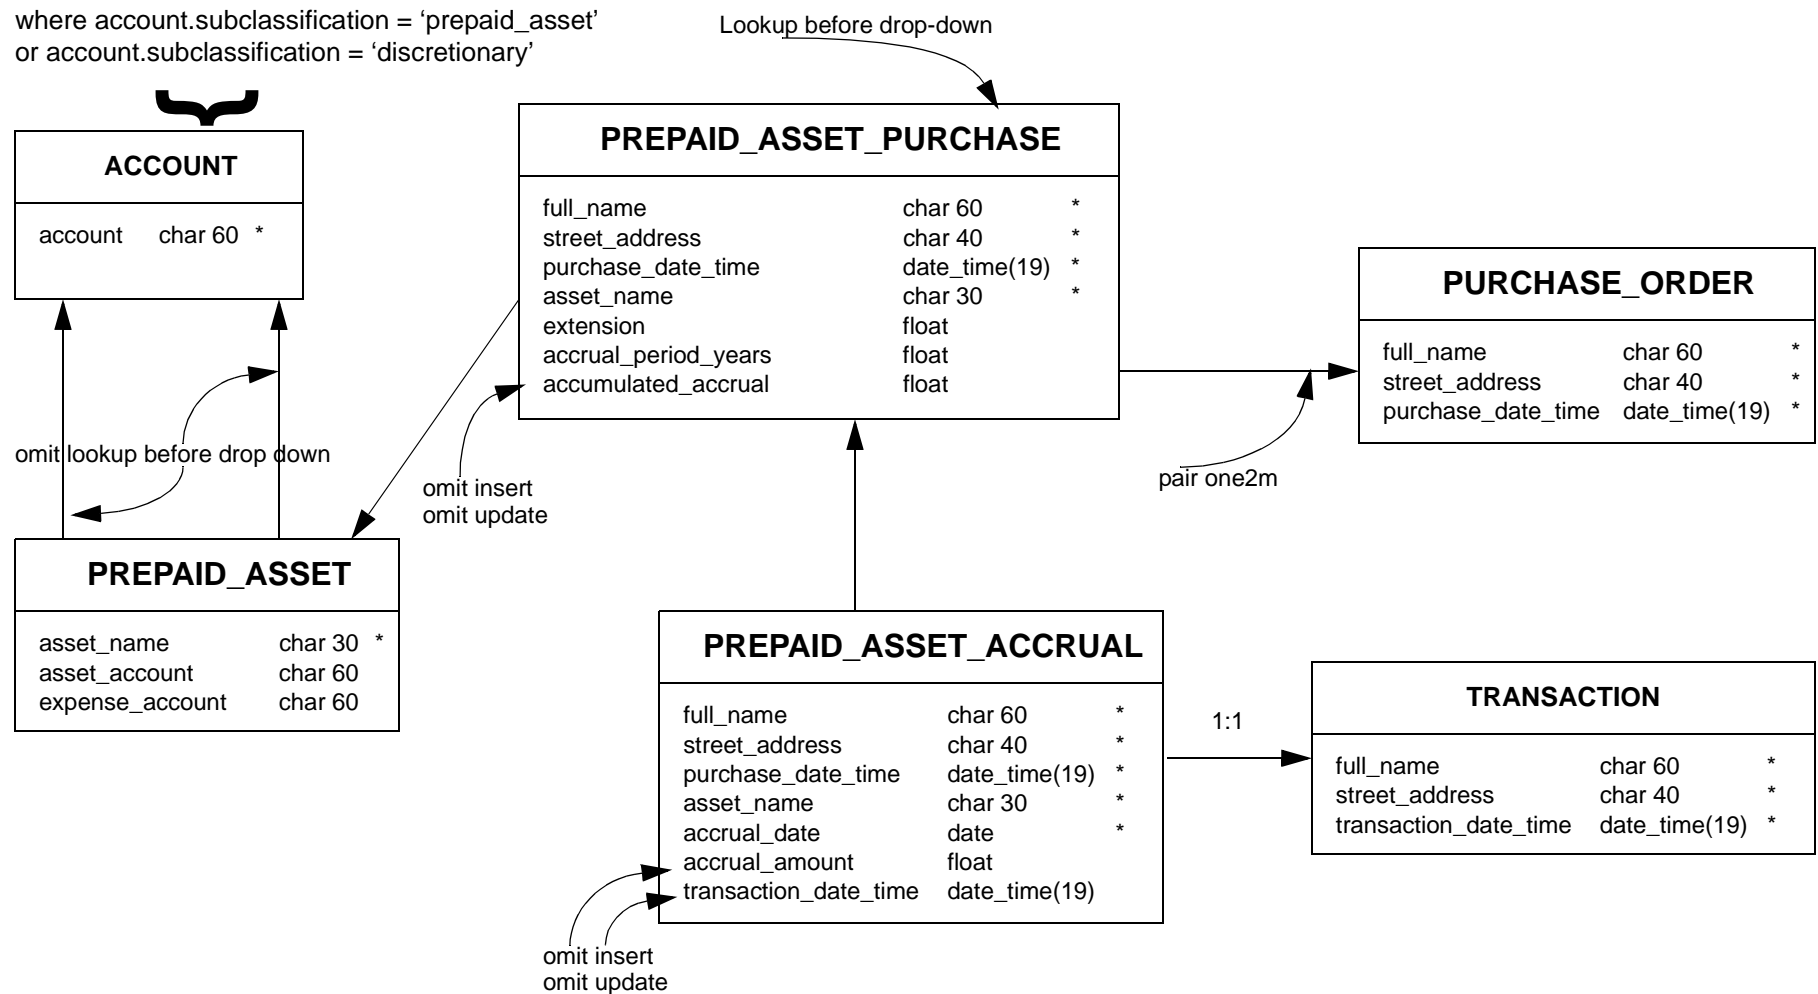 where account.subclassification = ‘prepaid_asset’
or account.subclassification = ‘discretionary’
Lookup before drop-down
ACCOUNT
account char 60 *
PREPAID_ASSET_PURCHASE
full_name char 60 *
street_address char 40 *
purchase_date_time date_time(19) *
asset_name char 30 *
extension float
accrual_period_years float
accumulated_accrual float
PURCHASE_ORDER
full_name char 60 *
street_address char 40 *
purchase_date_time date_time(19) *
omit lookup before drop down
omit insert
omit update
pair one2m
PREPAID_ASSET
asset_name char 30 *
asset_account char 60
expense_account char 60
PREPAID_ASSET_ACCRUAL
full_name char 60 *
street_address char 40 *
purchase_date_time date_time(19) *
asset_name char 30 *
accrual_date date *
accrual_amount float
transaction_date_time date_time(19)
1:1
TRANSACTION
full_name char 60 *
street_address char 40 *
transaction_date_time date_time(19) *
omit insert
omit update